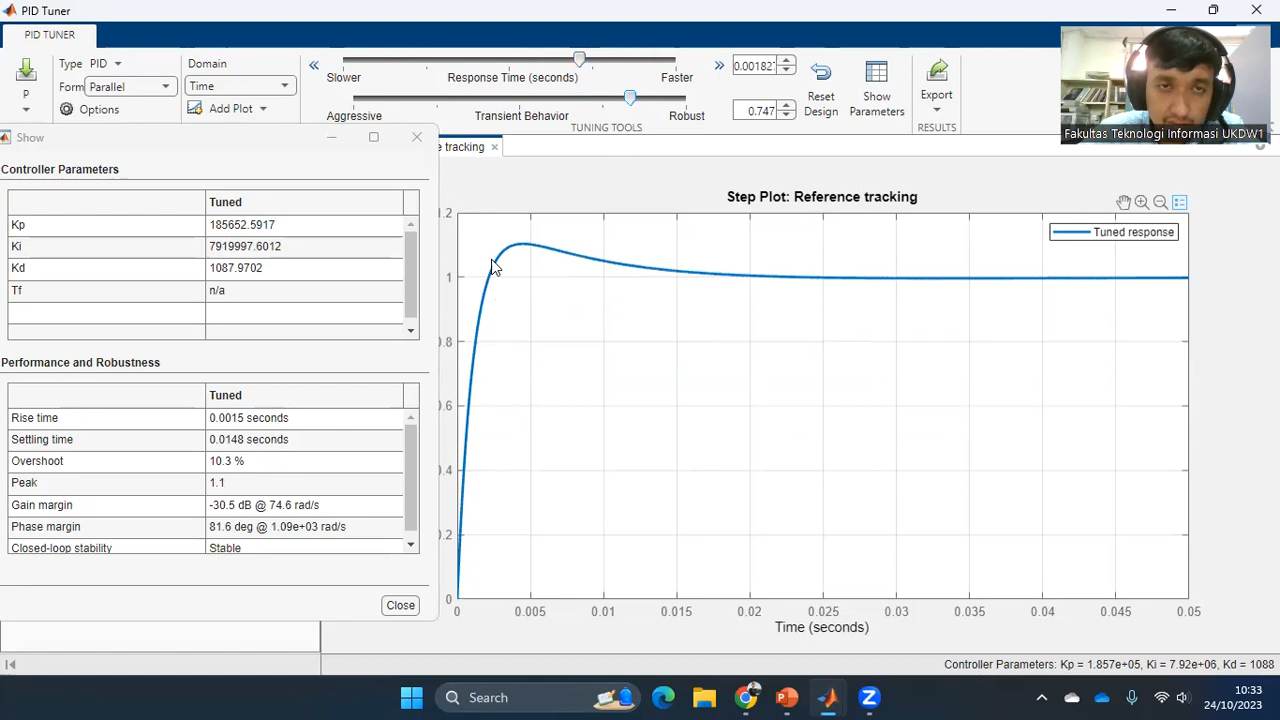 PID Tuner
PID TUNER
Type PID
Domain
Form Parallel
Time
P
Options
Add Plot
Slower Response Time (seconds) Faster
Aggressive Transient Behavior Robust
0.00182
0.747
Reset Design
Show Parameters
Export
TUNING TOOLS
RESULTS
Fakultas Teknologi Informasi UKDW1
Show
e tracking
Controller Parameters
Tuned
Kp 185652.5917
Ki 7919997.6012
Kd 1087.9702
Tf n/a
Performance and Robustness
Tuned
Rise time 0.0015 seconds
Settling time 0.0148 seconds
Overshoot 10.3 %
Peak 1.1
Gain margin -30.5 dB @ 74.6 rad/s
Phase margin 81.6 deg @ 1.09e+03 rad/s
Closed-loop stability Stable
Close
Step Plot: Reference tracking
Tuned response
1.2
1
0.8
0.6
0.4
0.2
0
0 0.005 0.01 0.015 0.02 0.025 0.03 0.035 0.04 0.045 0.05
Time (seconds)
Controller Parameters: Kp = 1.857e+05, Ki = 7.92e+06, Kd = 1088
Search
10:33
24/10/2023